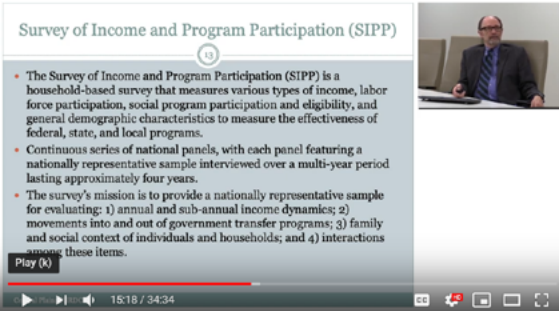 Survey of Income and Program Participation (SIPP)
13
• The Survey of Income and Program Participation (SIPP) is a
household-based survey that measures various types of income, labor
force participation, social program participation and eligibility, and
general demographic characteristics to measure the effectiveness of
federal, state, and local programs.
• Continuous series of national panels, with each panel featuring a
nationally representative sample interviewed over a multi-year period
lasting approximately four years.
• The survey's mission is to provide a nationally representative sample
for evaluating: 1) annual and sub-annual income dynamics; 2)
movements into and out of government transfer programs; 3) family
and social context of individuals and households; and 4) interactions
among these items.
Play (k)
15:18 / 34:34
CC
HD